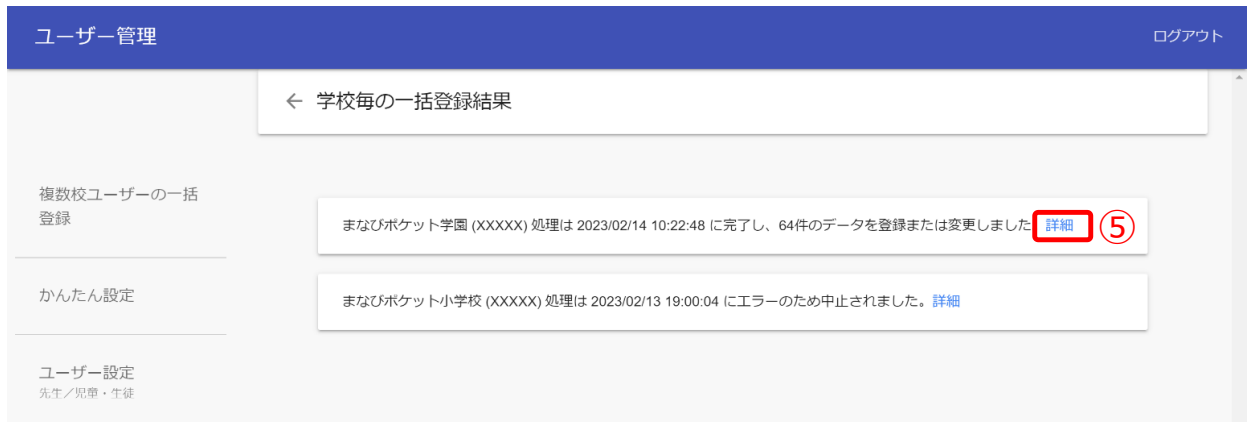 ユーザー管理
ログアウト
← 学校毎の一括登録結果
複数校ユーザーの一括
登録
まなびポケット学園 (XXXXX) 処理は 2023/02/14 10:22:48 に完了し、64件のデータを登録または変更しました 詳細 ⑤
かんたん設定
まなびポケット小学校 (XXXXX) 処理は 2023/02/13 19:00:04 にエラーのため中止されました。詳細
ユーザー設定
先生／児童・生徒